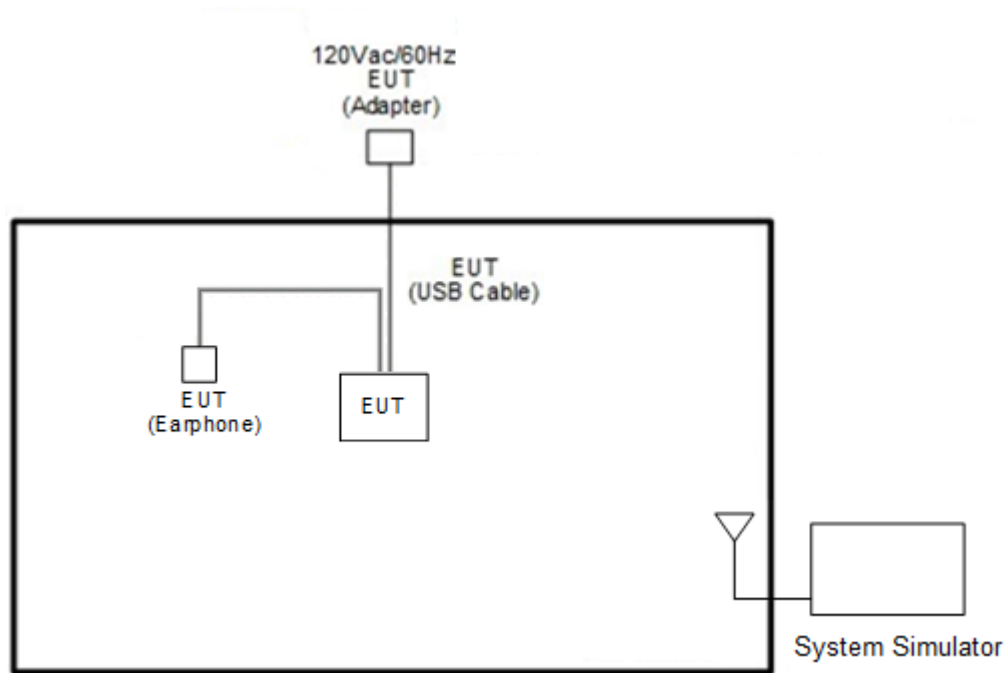 120Vac/60Hz
EUT
(Adapter)
EUT
(USB Cable)
EUT
(Earphone)
EUT
System Simulator